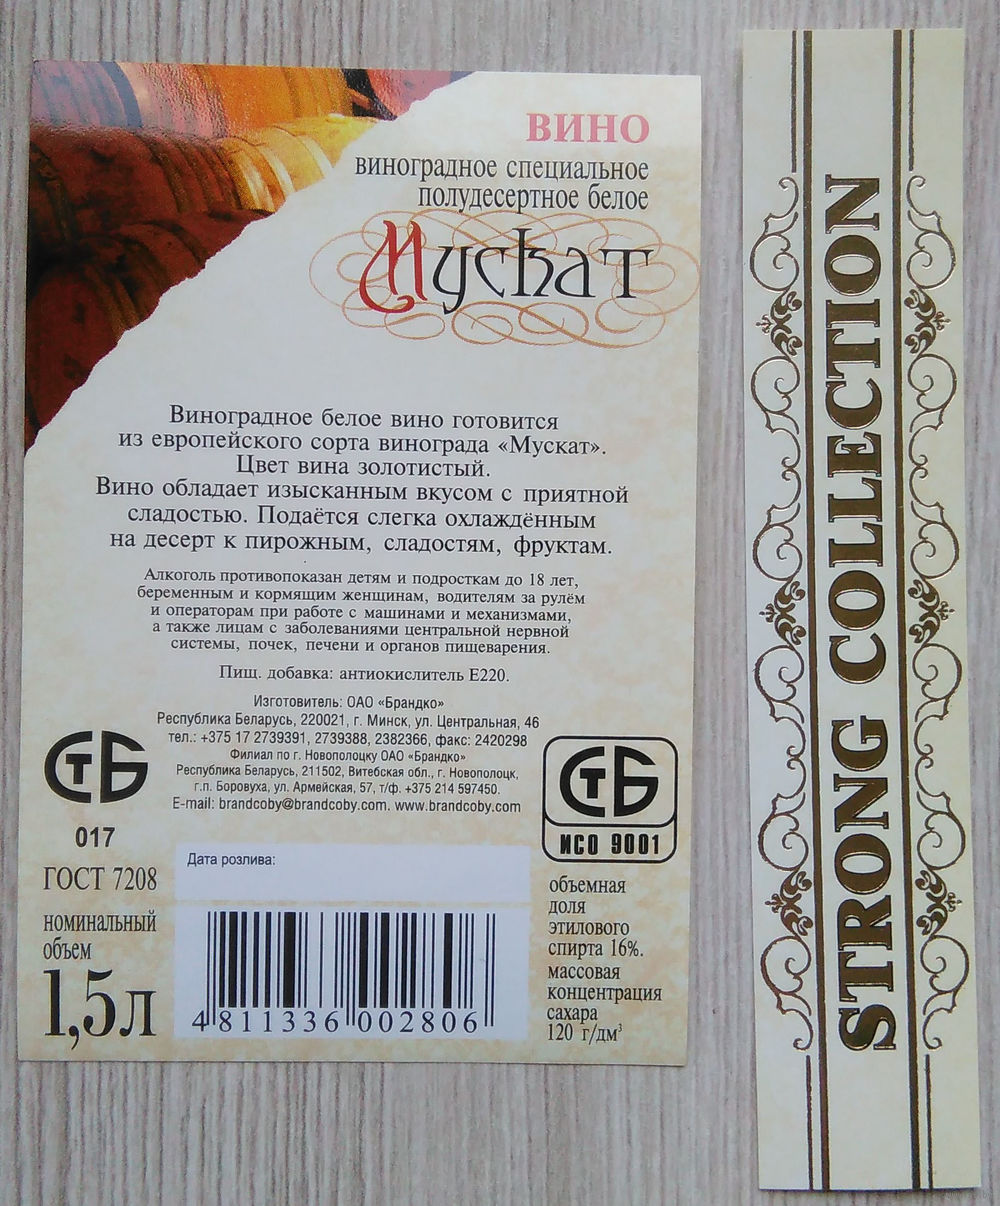 ВИНО
виноградное специальное
полудесертное белое
Мускат
Виноградное белое вино готовится
из европейского сорта винограда «Мускат».
Цвет вина золотистый.
Вино обладает изысканным вкусом с приятной
сладостью. Подаётся слегка охлаждённым
на десерт к пирожным, сладостям, фруктам.
Алкоголь противопоказан детям и подросткам до 18 лет,
беременным и кормящим женщинам, водителям за рулём
и операторам при работе с машинами и механизмами,
а также лицам с заболеваниями центральной нервной
системы, почек, печени и органов пищеварения.
Пищ. добавка: антиокислитель Е220.
Изготовитель: ОАО «Брандко»
Республика Беларусь, 220021, г. Минск, ул. Центральная, 46
тел.: +375 17 2739391, 2739388, 2382366, факс: 2420298
Филиал по г. Новополоцку ОАО «Брандко»
Республика Беларусь, 211502, Витебская обл., г. Новополоцк,
г.п. Боровуха, ул. Армейская, 57, т/ф. +375 214 597450.
E-mail: brandcoby@brandcoby.com. www.brandcoby.com
СТБ
017
ГОСТ 7208
номинальный
объем
1,5л
Дата розлива:
4 811336 002806
СТБ
ИСО 9001
объемная
доля
этилового
спирта 16%.
массовая
концентрация
сахара
120 г/дм³
STRONG COLLECTION